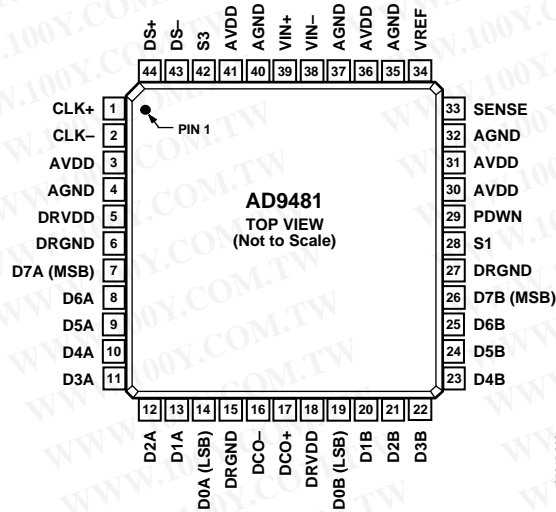 DS+
DS–
S3
AVDD
AGND
VIN+
VIN–
AGND
AVDD
AGND
VREF
44 43 42 41 40 39 38 37 36 35 34
CLK+ 1
CLK– 2
AVDD 3
AGND 4
DRVDD 5
DRGND 6
D7A (MSB) 7
D6A 8
D5A 9
D4A 10
D3A 11
PIN 1
AD9481
TOP VIEW
(Not to Scale)
33 SENSE
32 AGND
31 AVDD
30 AVDD
29 PDWN
28 S1
27 DRGND
26 D7B (MSB)
25 D6B
24 D5B
23 D4B
12 13 14 15 16 17 18 19 20 21 22
D2A
D1A
D0A (LSB)
DRGND
DCO–
DCO+
DRVDD
D0B (LSB)
D1B
D2B
D3B
WWW.100Y.COM.TW